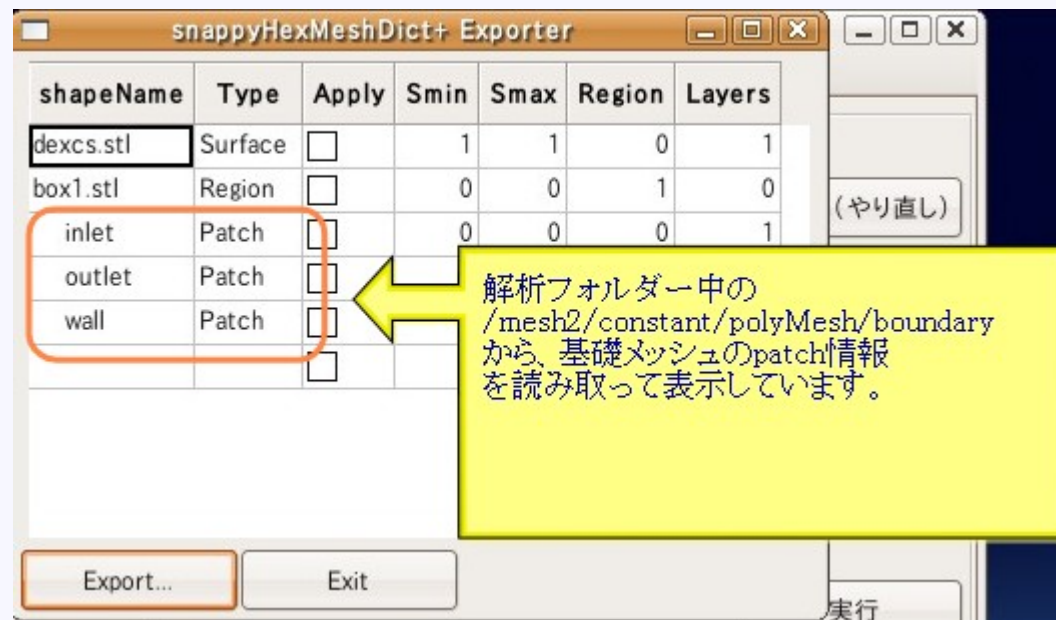 snappyHexMeshDict+ Exporter
shapeName Type Apply Smin Smax Region Layers
dexcs.stl Surface 1 1 0 1
box1.stl Region 0 0 1 0
inlet Patch 0 0 0 1
outlet Patch
wall Patch
(やり直し)
解析フォルダー中の
/mesh2/constant/polyMesh/boundary
から、基礎メッシュのpatch情報
を読み取って表示しています。
Export... Exit
実行